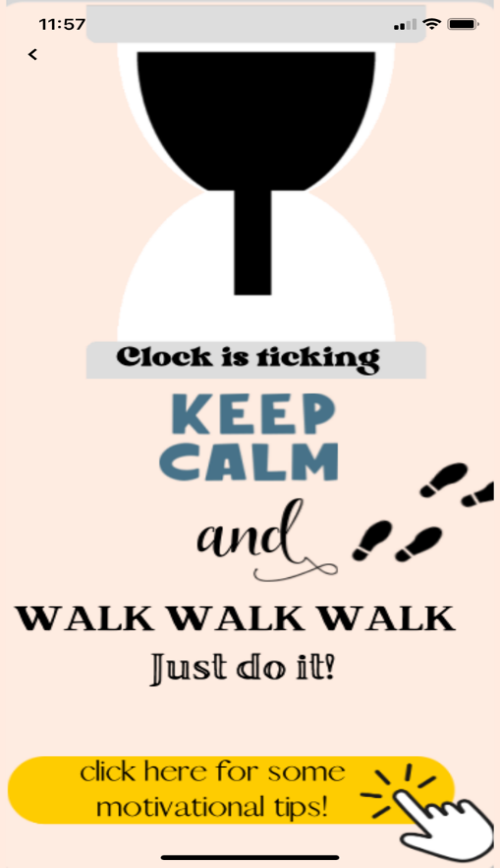 11:57
Clock is ticking
KEEP
CALM
and
WALK WALK WALK
Just do it!
click here for some
motivational tips!